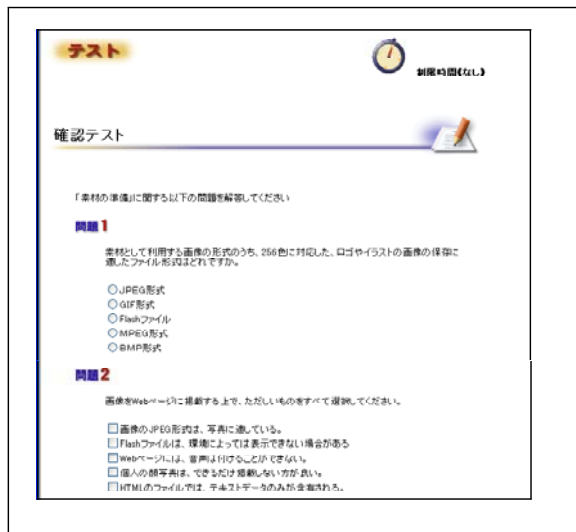 テスト
制限時間(なし)
確認テスト
「素材の準備」に関する以下の問題を解答してください
問題1
素材として利用する画像の形式のうち、256色に対応した、ロゴやイラストの画像の保存に
適したファイル形式はどれですか。
JPEG形式
GIF形式
Flashファイル
MPEG形式
BMP形式
問題2
画像をWebページに掲載する上で、ただしいものをすべて選択してください。
画像のJPEG形式は、写真に適している。
Flashファイルは、環境によっては表示できない場合がある
Webページには、音声は付けることができない。
個人の顔写真は、できるだけ掲載しない方が良い。
HTMLのファイルでは、テキストデータのみが含有される。